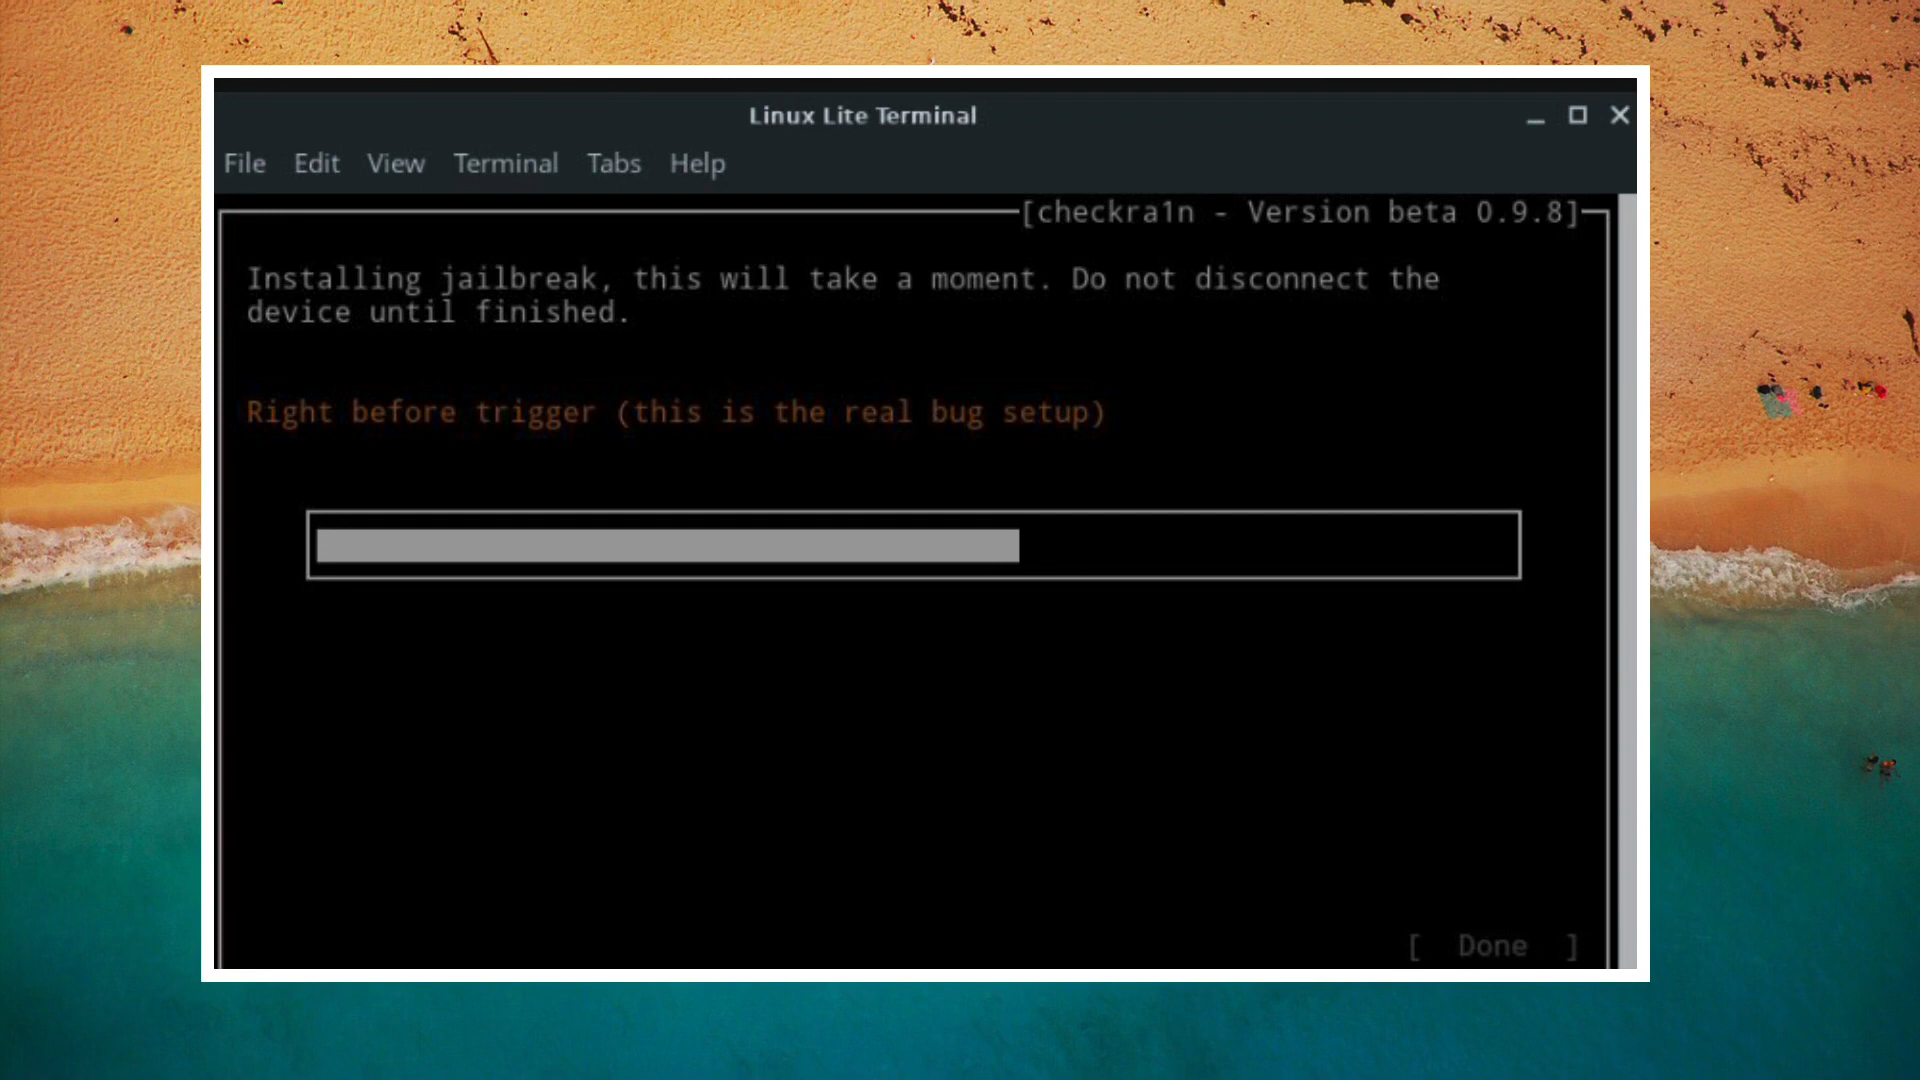 Linux Lite Terminal
File Edit View Terminal Tabs Help
[checkra1n - Version beta 0.9.8]
Installing jailbreak, this will take a moment. Do not disconnect the
device until finished.
Right before trigger (this is the real bug setup)
[ Done ]